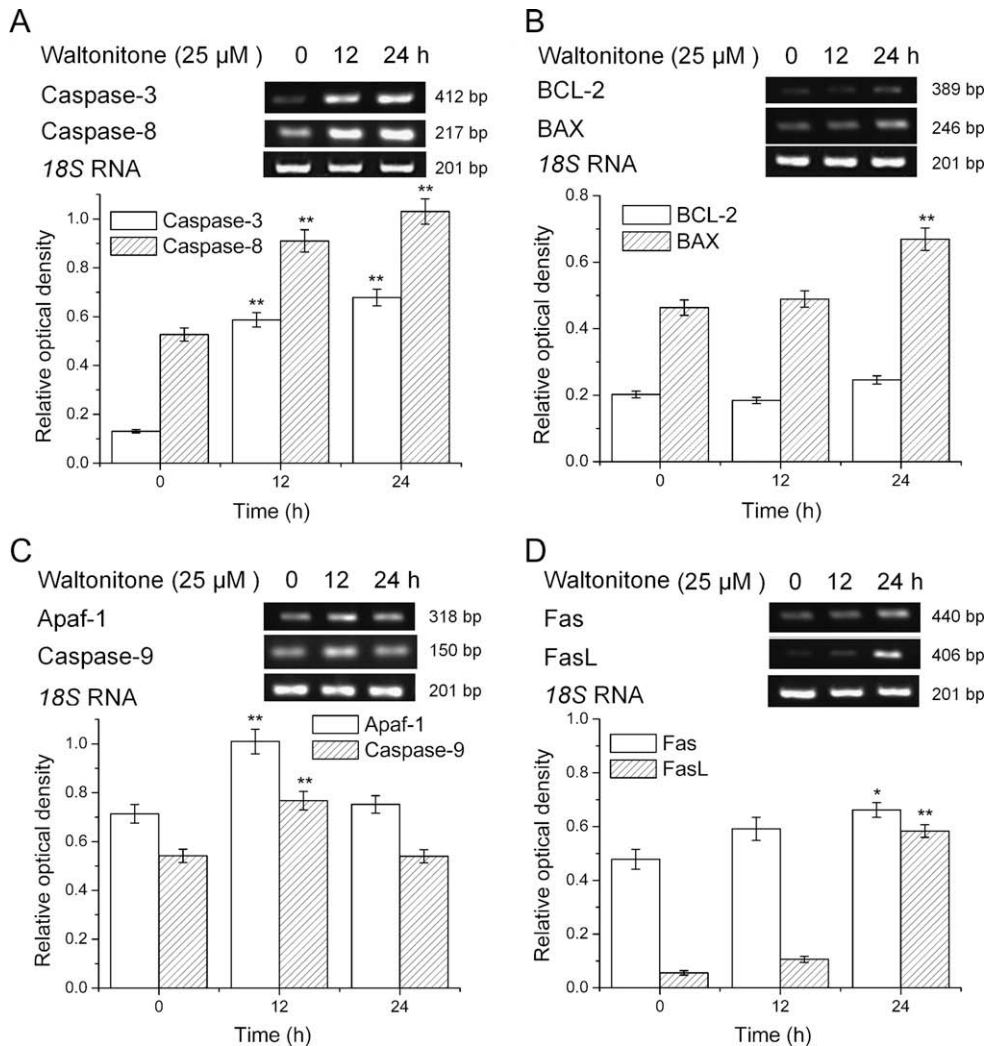 A
Waltonitone (25 µM ) 0 12 24 h
Caspase-3 412 bp
Caspase-8 217 bp
18S RNA 201 bp
Relative optical density
1.0
0.8
0.6
0.4
0.2
0.0
Caspase-3
Caspase-8
**
**
**
**
0 12 24
Time (h)
B
Waltonitone (25 µM ) 0 12 24 h
BCL-2 389 bp
BAX 246 bp
18S RNA 201 bp
Relative optical density
0.8
0.6
0.4
0.2
0.0
BCL-2
BAX
**
0 12 24
Time (h)
C
Waltonitone (25 µM ) 0 12 24 h
Apaf-1 318 bp
Caspase-9 150 bp
18S RNA 201 bp
Relative optical density
1.0
0.8
0.6
0.4
0.2
0.0
Apaf-1
Caspase-9
**
**
0 12 24
Time (h)
D
Waltonitone (25 µM ) 0 12 24 h
Fas 440 bp
FasL 406 bp
18S RNA 201 bp
Relative optical density
1.0
0.8
0.6
0.4
0.2
0.0
Fas
FasL
*
**
0 12 24
Time (h)